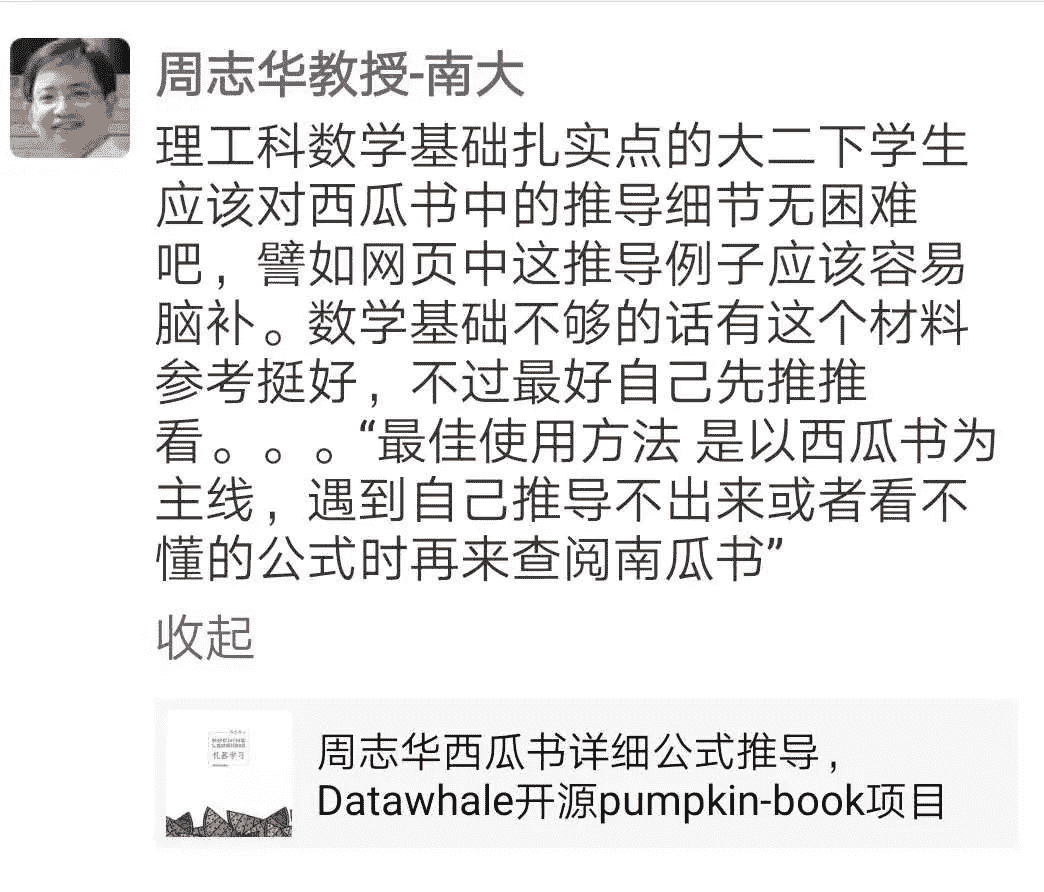 周志华教授-南大
理工科数学基础扎实点的大二下学生
应该对西瓜书中的推导细节无困难
吧，譬如网页中这推导例子应该容易
脑补。数学基础不够的话有这个材料
参考挺好，不过最好自己先推推
看。。。“最佳使用方法 是以西瓜书为
主线，遇到自己推导不出来或者看不
懂的公式时再来查阅南瓜书”
收起
机器学习
周志华西瓜书详细公式推导，
Datawhale开源pumpkin-book项目